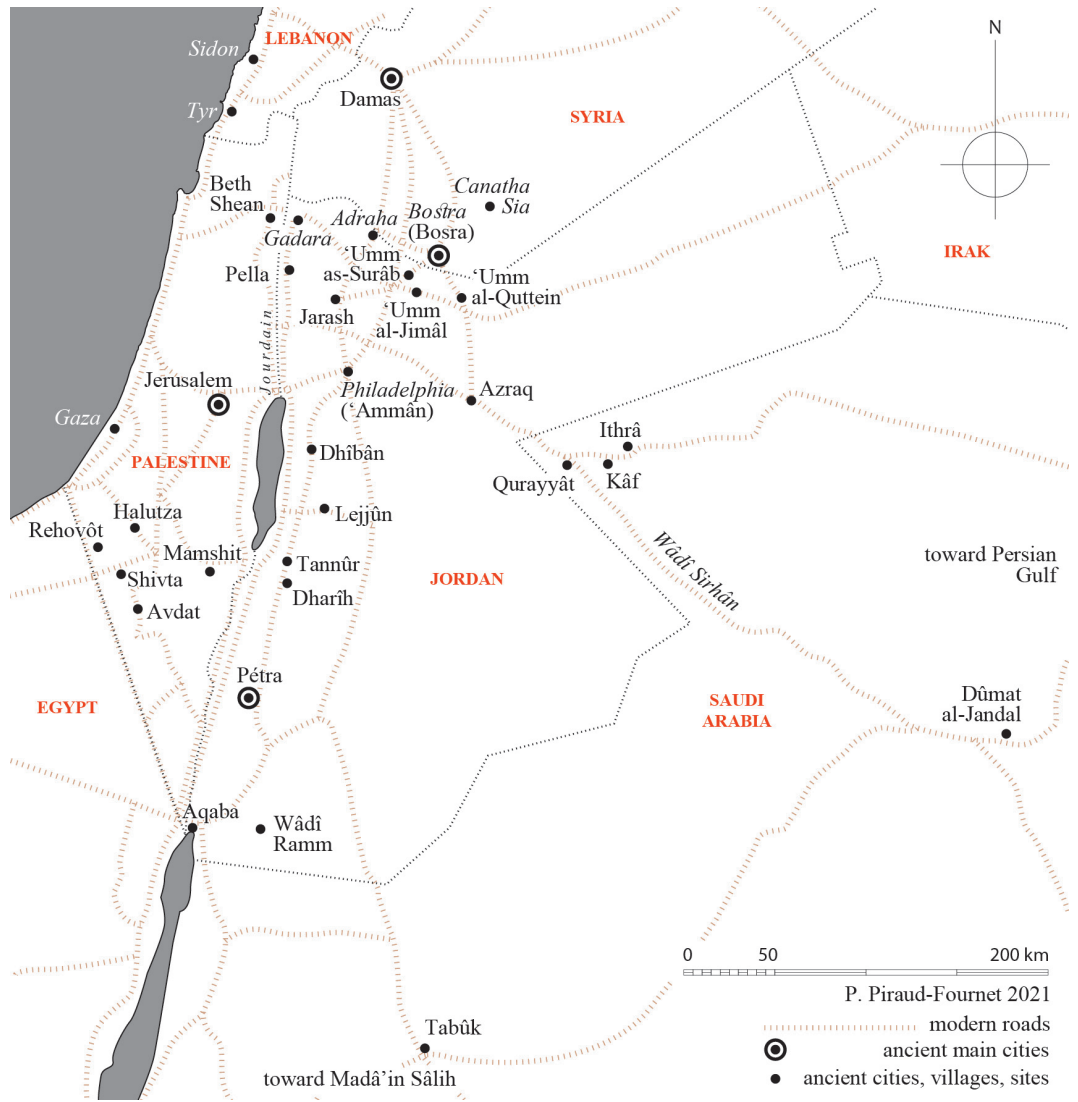 N
LEBANON
Sidon
Damas
Tyr
SYRIA
Beth
Shean
Canatha
Sia
Adraha
Bostra
(Bosra)
Gadara
‘Umm
as-Surâb
IRAK
Pella
‘Umm
al-Quttein
Jarash
‘Umm
al-Jimâl
Jourdain
Jerusalem
Philadelphia
(‘Ammân)
Azraq
Gaza
Ithrâ
PALESTINE
Dhîbân
Qurayyât
Kâf
Halutza
Lejjûn
Rehovôt
Mamshit
Tannûr
Wâdî Sirhân
toward Persian
Gulf
Shivta
JORDAN
Dharîh
Avdat
Pétra
EGYPT
SAUDI
ARABIA
Dûmat
al-Jandal
Aqaba
Wâdî
Ramm
0 50 200 km
P. Piraud-Fournet 2021
modern roads
Tabûk
ancient main cities
toward Madâ’in Sâlih
ancient cities, villages, sites